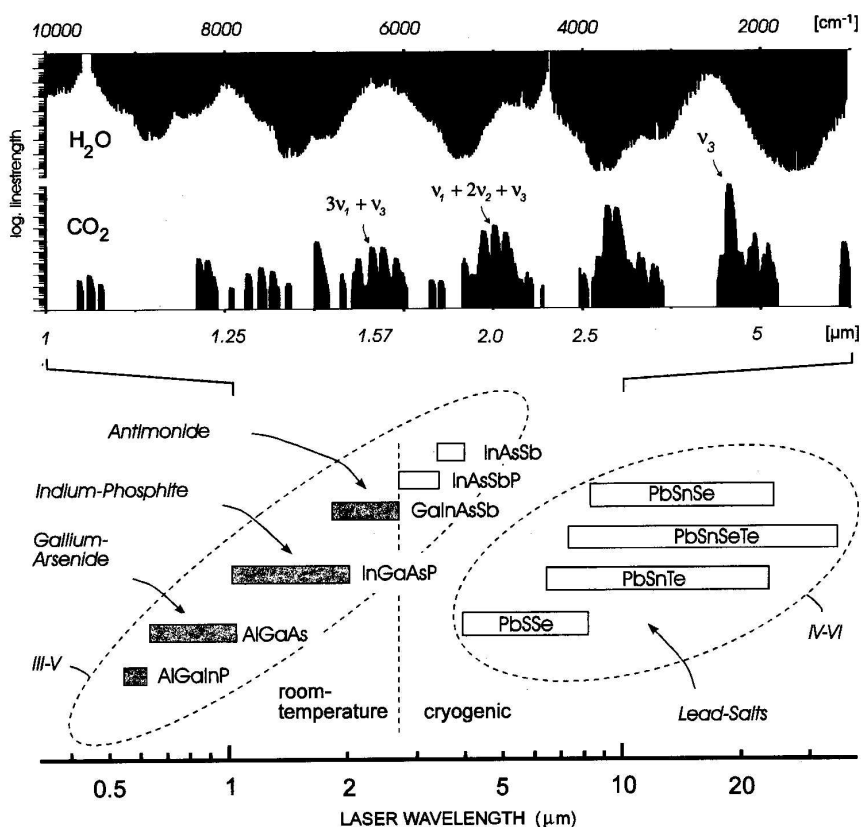 10000 8000 6000 4000 2000 [cm⁻¹]
log. linestrength
H₂O
ν₃
3ν₁ + ν₃
ν₁ + 2ν₂ + ν₃
CO₂
1 1.25 1.57 2.0 2.5 5 [µm]
Antimonide
InAsSb
InAsSbP
PbSnSe
Indium-Phosphite
GaInAsSb
PbSnSeTe
Gallium-
Arsenide
InGaAsP
PbSnTe
AlGaAs
PbSSe
IV-VI
III-V
AlGaInP
room-
temperature
cryogenic
Lead-Salts
0.5 1 2 5 10 20
LASER WAVELENGTH (µm)